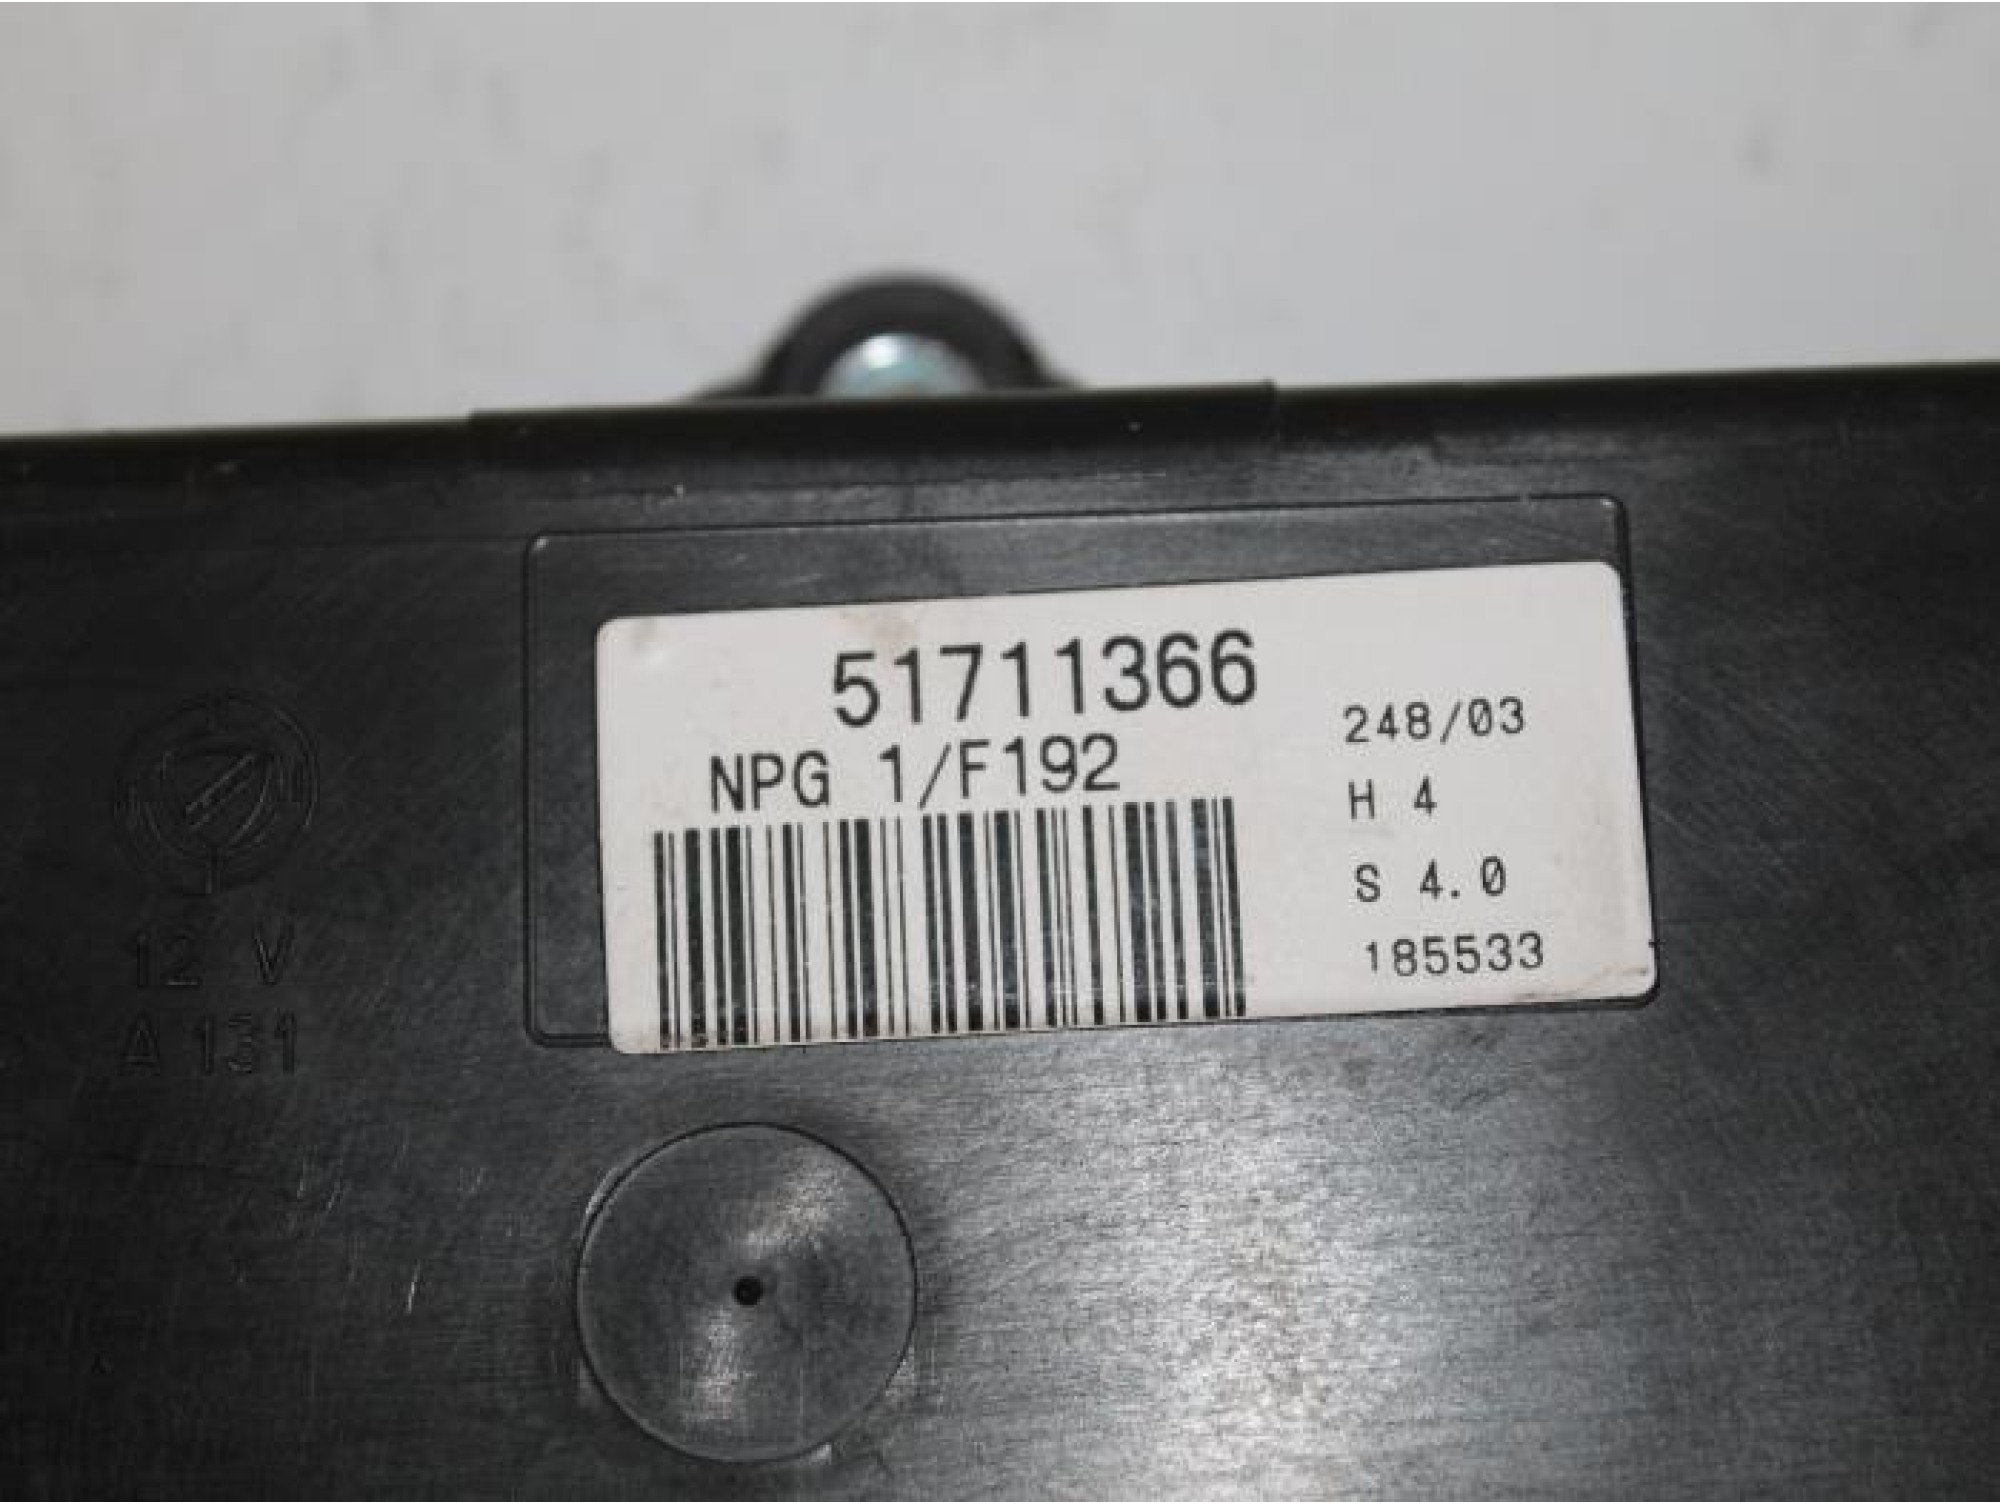 51711366
NPG 1/F192
248/03
H 4
S 4.0
185533
12 V
A 131